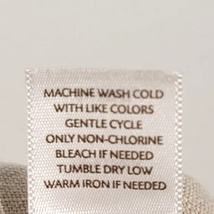 MACHINE WASH COLD
WITH LIKE COLORS
GENTLE CYCLE
ONLY NON-CHLORINE
BLEACH IF NEEDED
TUMBLE DRY LOW
WARM IRON IF NEEDED